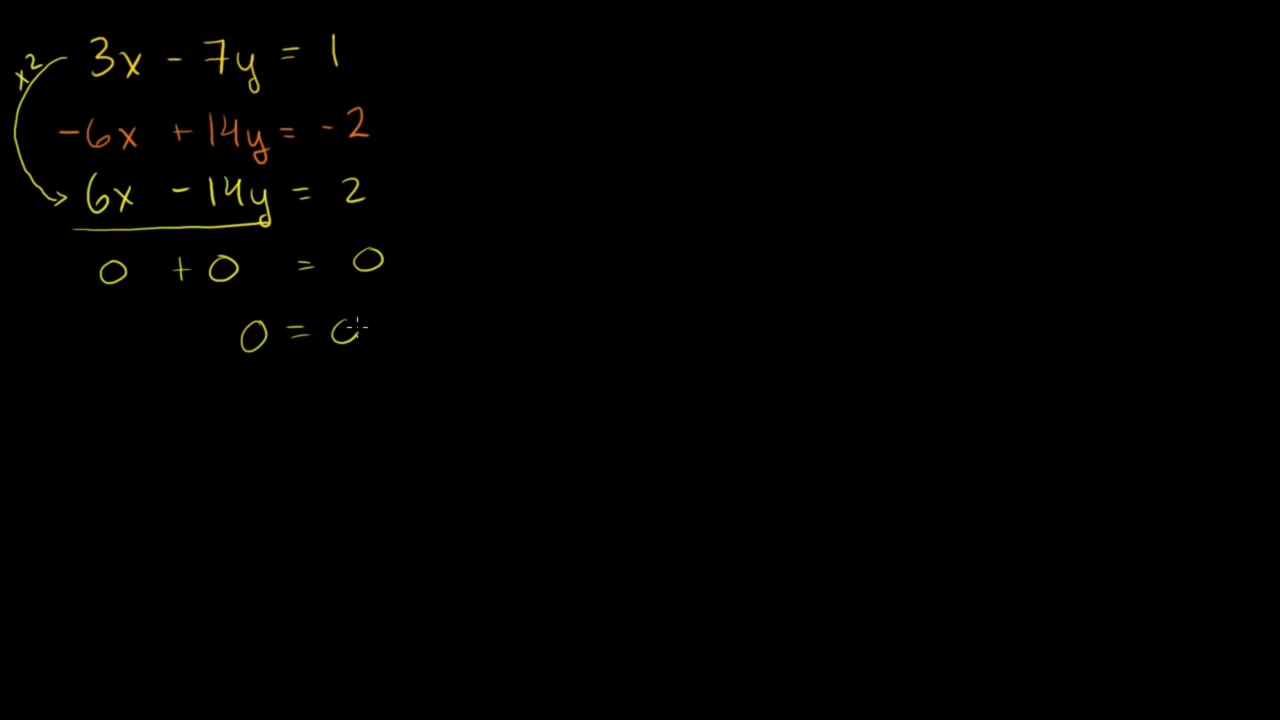 x2
3x - 7y = 1
-6x + 14y = -2
6x - 14y = 2
0 + 0 = 0
0 = 0